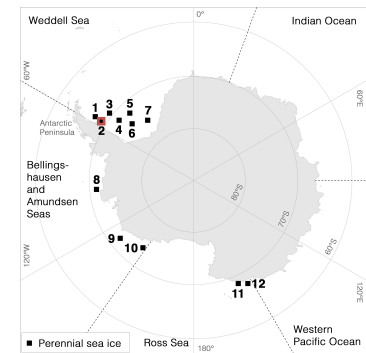 Weddell Sea
0°
Indian Ocean
60°W
60°E
1
3
5
7
2
4
6
Antarctic
Peninsula
Bellings-
hausen
and
Amundsen
Seas
8
80°S
70°S
60°S
9
10
120°W
120°E
11
12
Perennial sea ice
Ross Sea
180°
Western
Pacific Ocean